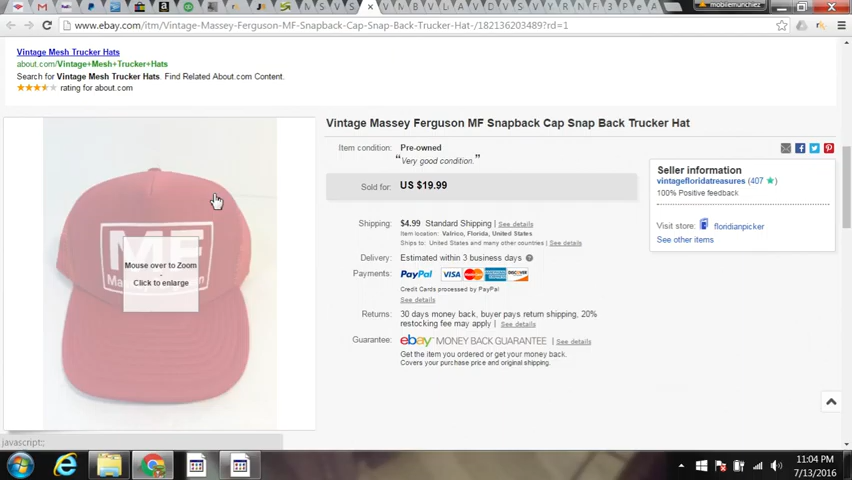 mobilemunchiez
www.ebay.com/itm/Vintage-Massey-Ferguson-MF-Snapback-Cap-Snap-Back-Trucker-Hat-/182136203489?rd=1
Vintage Mesh Trucker Hats
about.com/Vintage+Mesh+Trucker+Hats
Search for Vintage Mesh Trucker Hats. Find Related About.com Content.
rating for about.com
Vintage Massey Ferguson MF Snapback Cap Snap Back Trucker Hat
Item condition: Pre-owned
“Very good condition.”
Sold for: US $19.99
Shipping: $4.99 Standard Shipping | See details
Item location: Valrico, Florida, United States
Ships to: United States and many other countries | See details
Delivery: Estimated within 3 business days
Payments: PayPal VISA MasterCard DISCOVER
Credit Cards processed by PayPal
See details
Returns: 30 days money back, buyer pays return shipping, 20%
restocking fee may apply | See details
Guarantee: ebay MONEY BACK GUARANTEE | See details
Get the item you ordered or get your money back.
Covers your purchase price and original shipping.
Seller information
vintagefloridatreasures (407)
100% Positive feedback
Visit store: floridianpicker
See other items
MF
Mouse over to Zoom
-
Click to enlarge
javascript:;
11:04 PM
7/13/2016